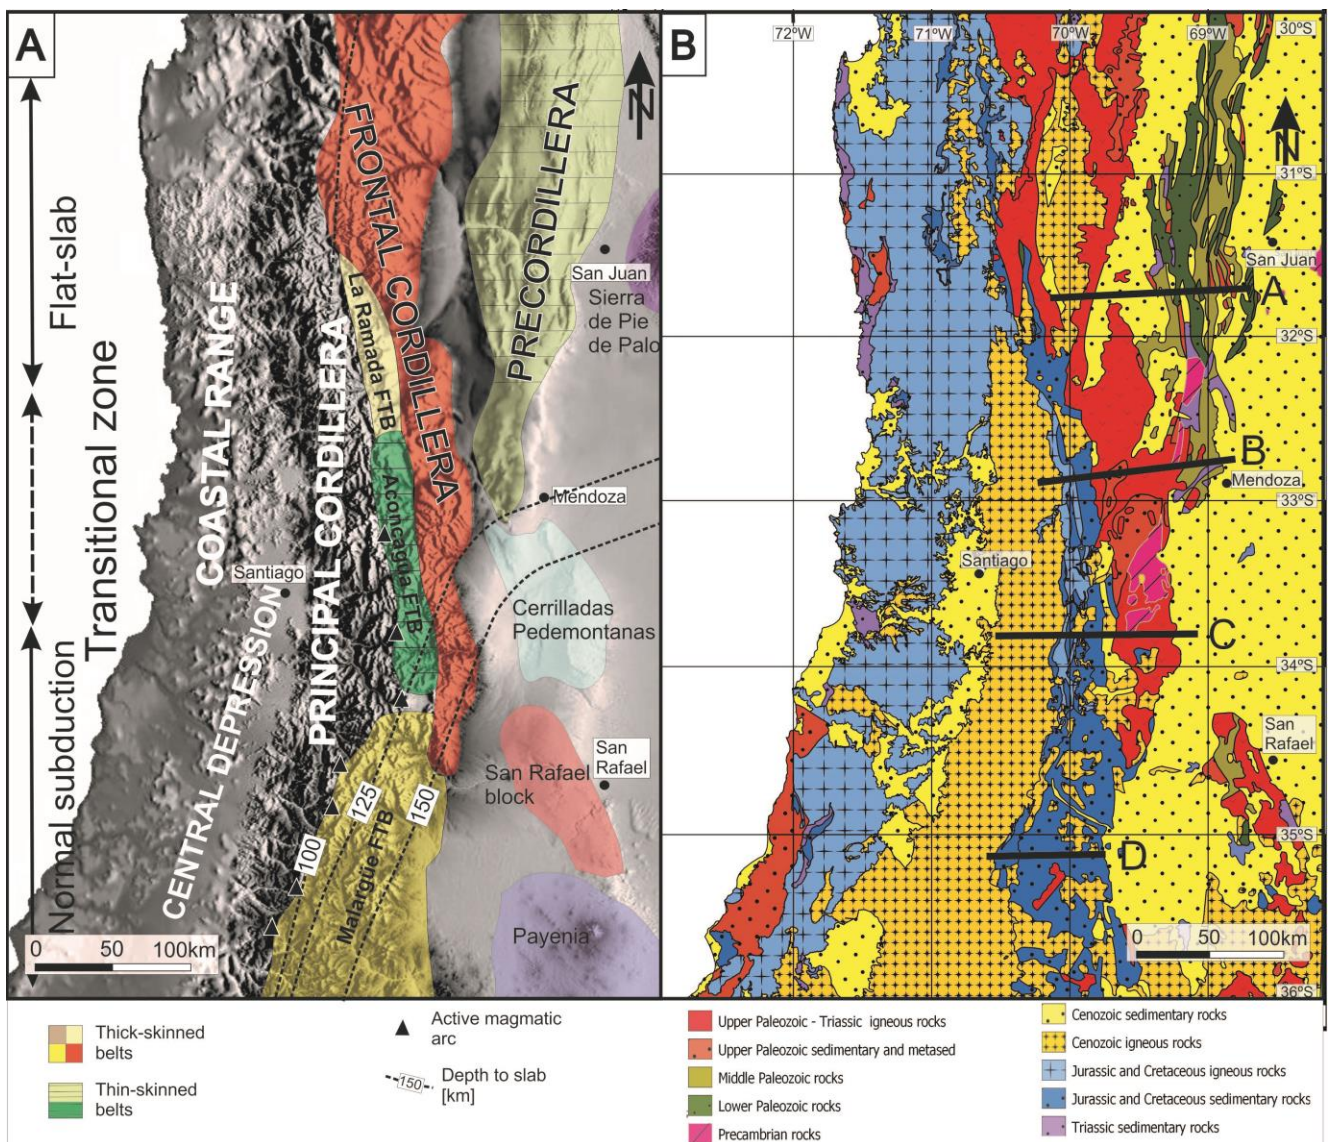 A
N
Flat-slab
Transitional zone
Normal subduction
COASTAL RANGE
CENTRAL DEPRESSION
PRINCIPAL CORDILLERA
FRONTAL CORDILLERA
PRECORDILLERA
La Ramada FTB
Aconcagua FTB
Malargüe FTB
San Juan
Sierra
de Pie
de Palo
Mendoza
Santiago
Cerrilladas
Pedemontanas
San Rafael
block
San
Rafael
Payenia
100
125
150
0 50 100km
B
72°W
71°W
70°W
69°W
30°S
N
31°S
San Juan
A
32°S
B
Mendoza
33°S
Santiago
C
34°S
San
Rafael
35°S
D
0 50 100km
36°S
Thick-skinned
belts
Thin-skinned
belts
Active magmatic
arc
150
Depth to slab
[km]
Upper Paleozoic - Triassic igneous rocks
Upper Paleozoic sedimentary and metased
Middle Paleozoic rocks
Lower Paleozoic rocks
Precambrian rocks
Cenozoic sedimentary rocks
Cenozoic igneous rocks
Jurassic and Cretaceous igneous rocks
Jurassic and Cretaceous sedimentary rocks
Triassic sedimentary rocks